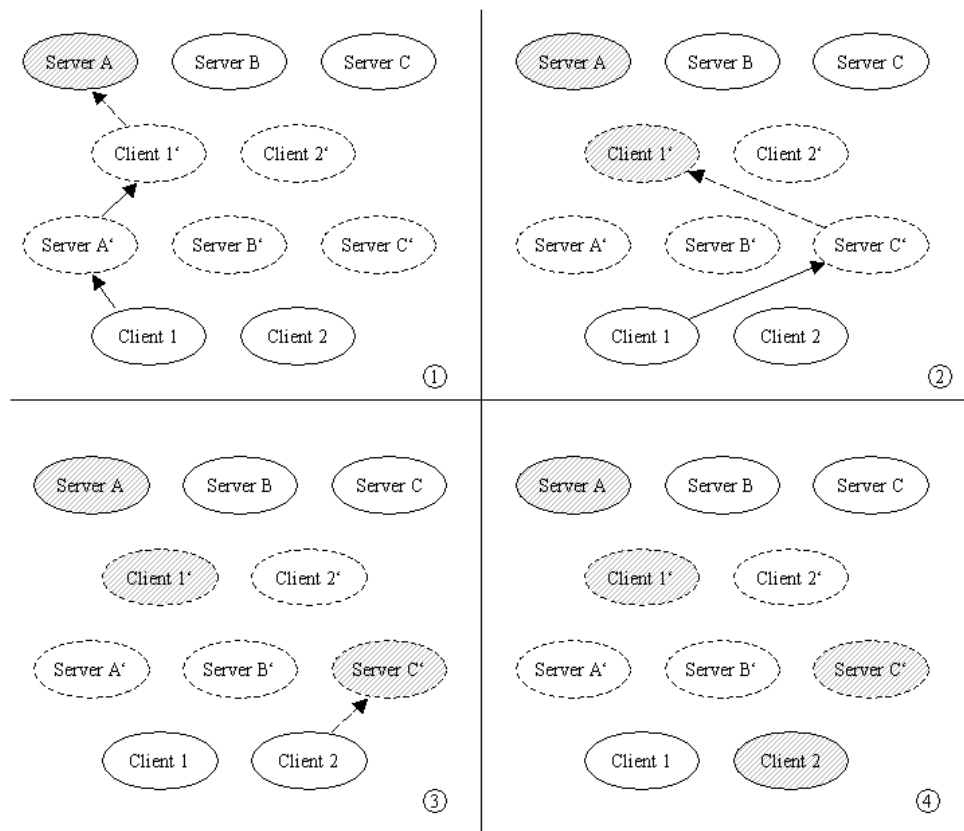 Server A Server B Server C
Client 1‘ Client 2‘
Server A‘ Server B‘ Server C‘
Client 1 Client 2
1
Server A Server B Server C
Client 1‘ Client 2‘
Server A‘ Server B‘ Server C‘
Client 1 Client 2
2
Server A Server B Server C
Client 1‘ Client 2‘
Server A‘ Server B‘ Server C‘
Client 1 Client 2
3
Server A Server B Server C
Client 1‘ Client 2‘
Server A‘ Server B‘ Server C‘
Client 1 Client 2
4